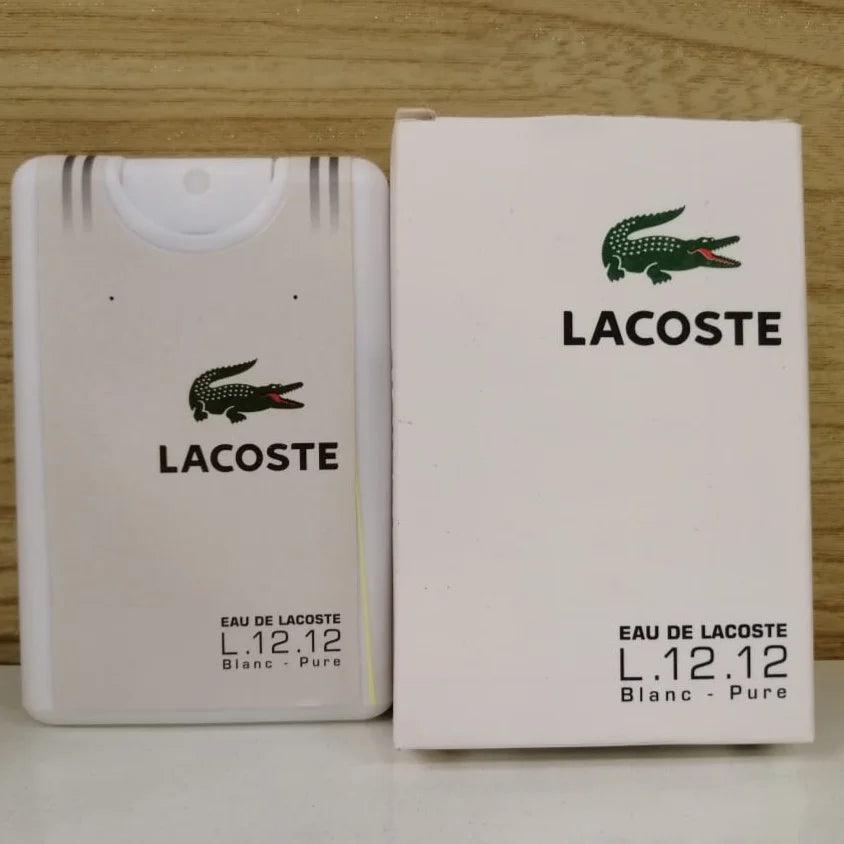 LACOSTE
EAU DE LACOSTE
L.12.12
Blanc - Pure
LACOSTE
EAU DE LACOSTE
L.12.12
Blanc - Pure